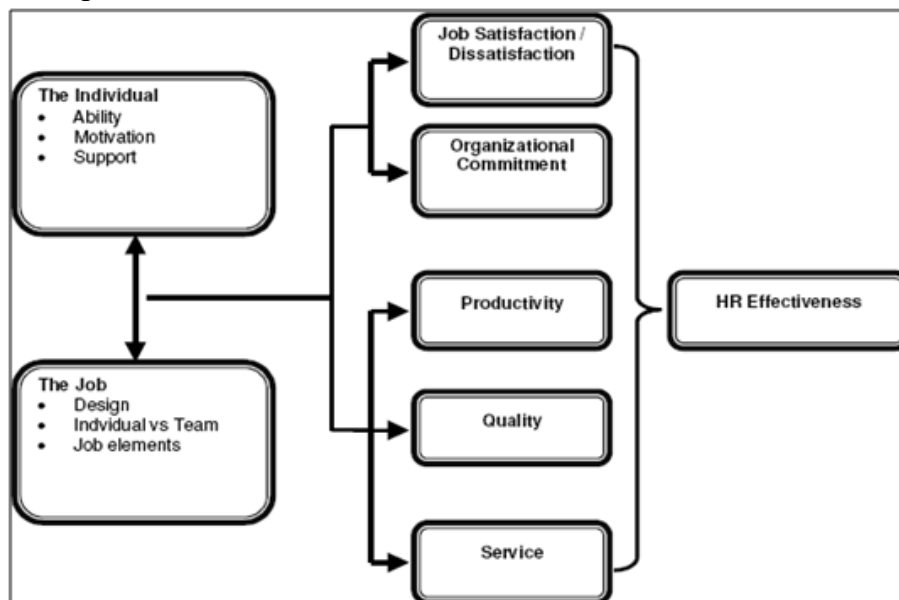 The Individual
• Ability
• Motivation
• Support
The Job
• Design
• Indvidual vs Team
• Job elements
Job Satisfaction /
Dissatisfaction
Organizational
Commitment
Productivity
Quality
Service
HR Effectiveness